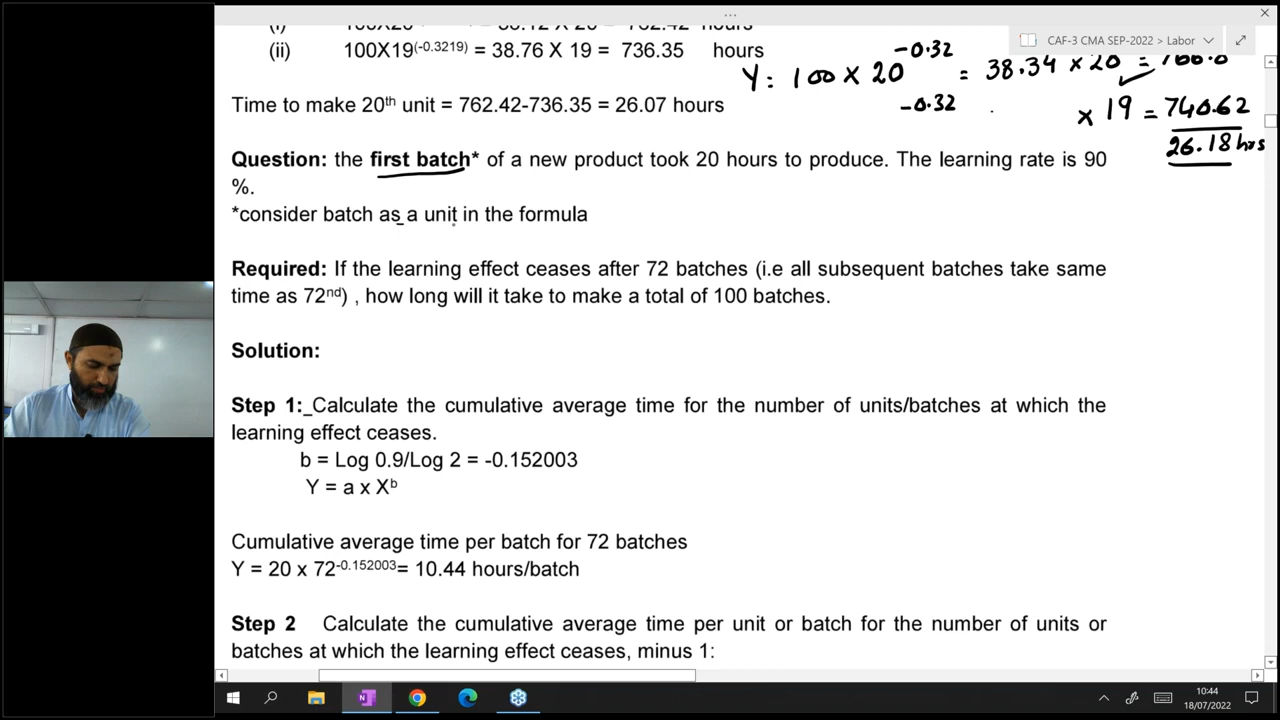 CAF-3 CMA SEP-2022 > Labor
(ii) 100X19(-0.3219) = 38.76 X 19 = 736.35 hours
Y = 100 X 20 -0.32 = 38.34 X 20 =
-0.32 X 19 = 740.62
Time to make 20th unit = 762.42-736.35 = 26.07 hours
26.18 hrs
Question: the first batch* of a new product took 20 hours to produce. The learning rate is 90
%.
*consider batch as a unit in the formula
Required: If the learning effect ceases after 72 batches (i.e all subsequent batches take same
time as 72nd) , how long will it take to make a total of 100 batches.
Solution:
Step 1:_Calculate the cumulative average time for the number of units/batches at which the
learning effect ceases.
b = Log 0.9/Log 2 = -0.152003
Y = a x Xb
Cumulative average time per batch for 72 batches
Y = 20 x 72-0.152003= 10.44 hours/batch
Step 2 Calculate the cumulative average time per unit or batch for the number of units or
batches at which the learning effect ceases, minus 1:
10:44
18/07/2022